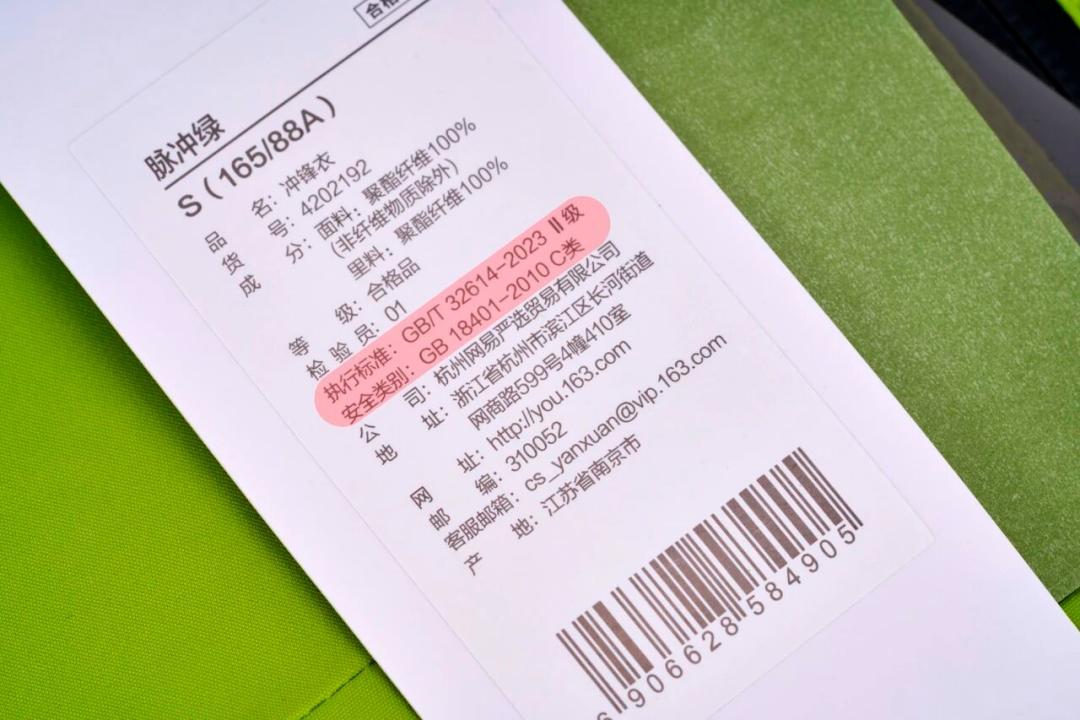 合格
脉冲绿
S（165/88A）
品名：冲锋衣
货号：4202192
成分：面料：聚酯纤维100%
(非纤维物质除外)
里料：聚酯纤维100%
等级：合格品
检验员：01
执行标准：GB/T 32614-2023 Ⅱ级
安全类别：GB 18401-2010 C类
公司：杭州网易严选贸易有限公司
地址：浙江省杭州市滨江区长河街道
网商路599号4幢410室
网址：http://you.163.com
邮编：310052
客服邮箱：cs_yanxuan@vip.163.com
产地：江苏省南京市
906628584905